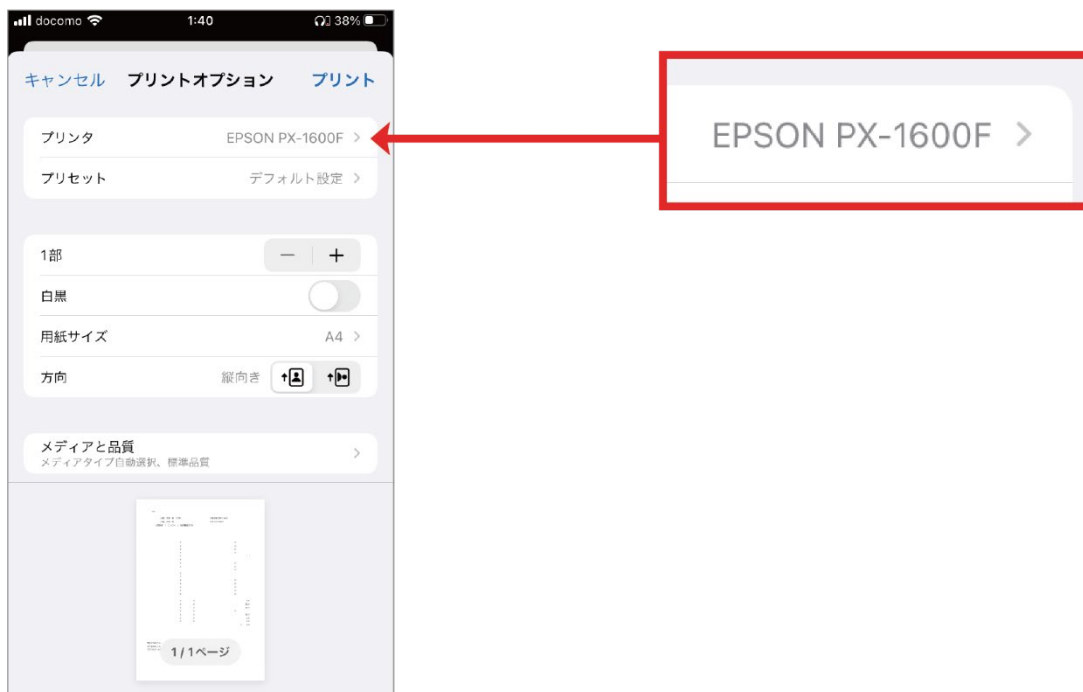 docomo 1:40 38%
キャンセル プリントオプション プリント
プリンタ EPSON PX-1600F
プリセット デフォルト設定
1部 − +
白黒
用紙サイズ A4
方向 縦向き
メディアと品質
メディアタイプ自動選択、標準品質
1 / 1ページ
EPSON PX-1600F